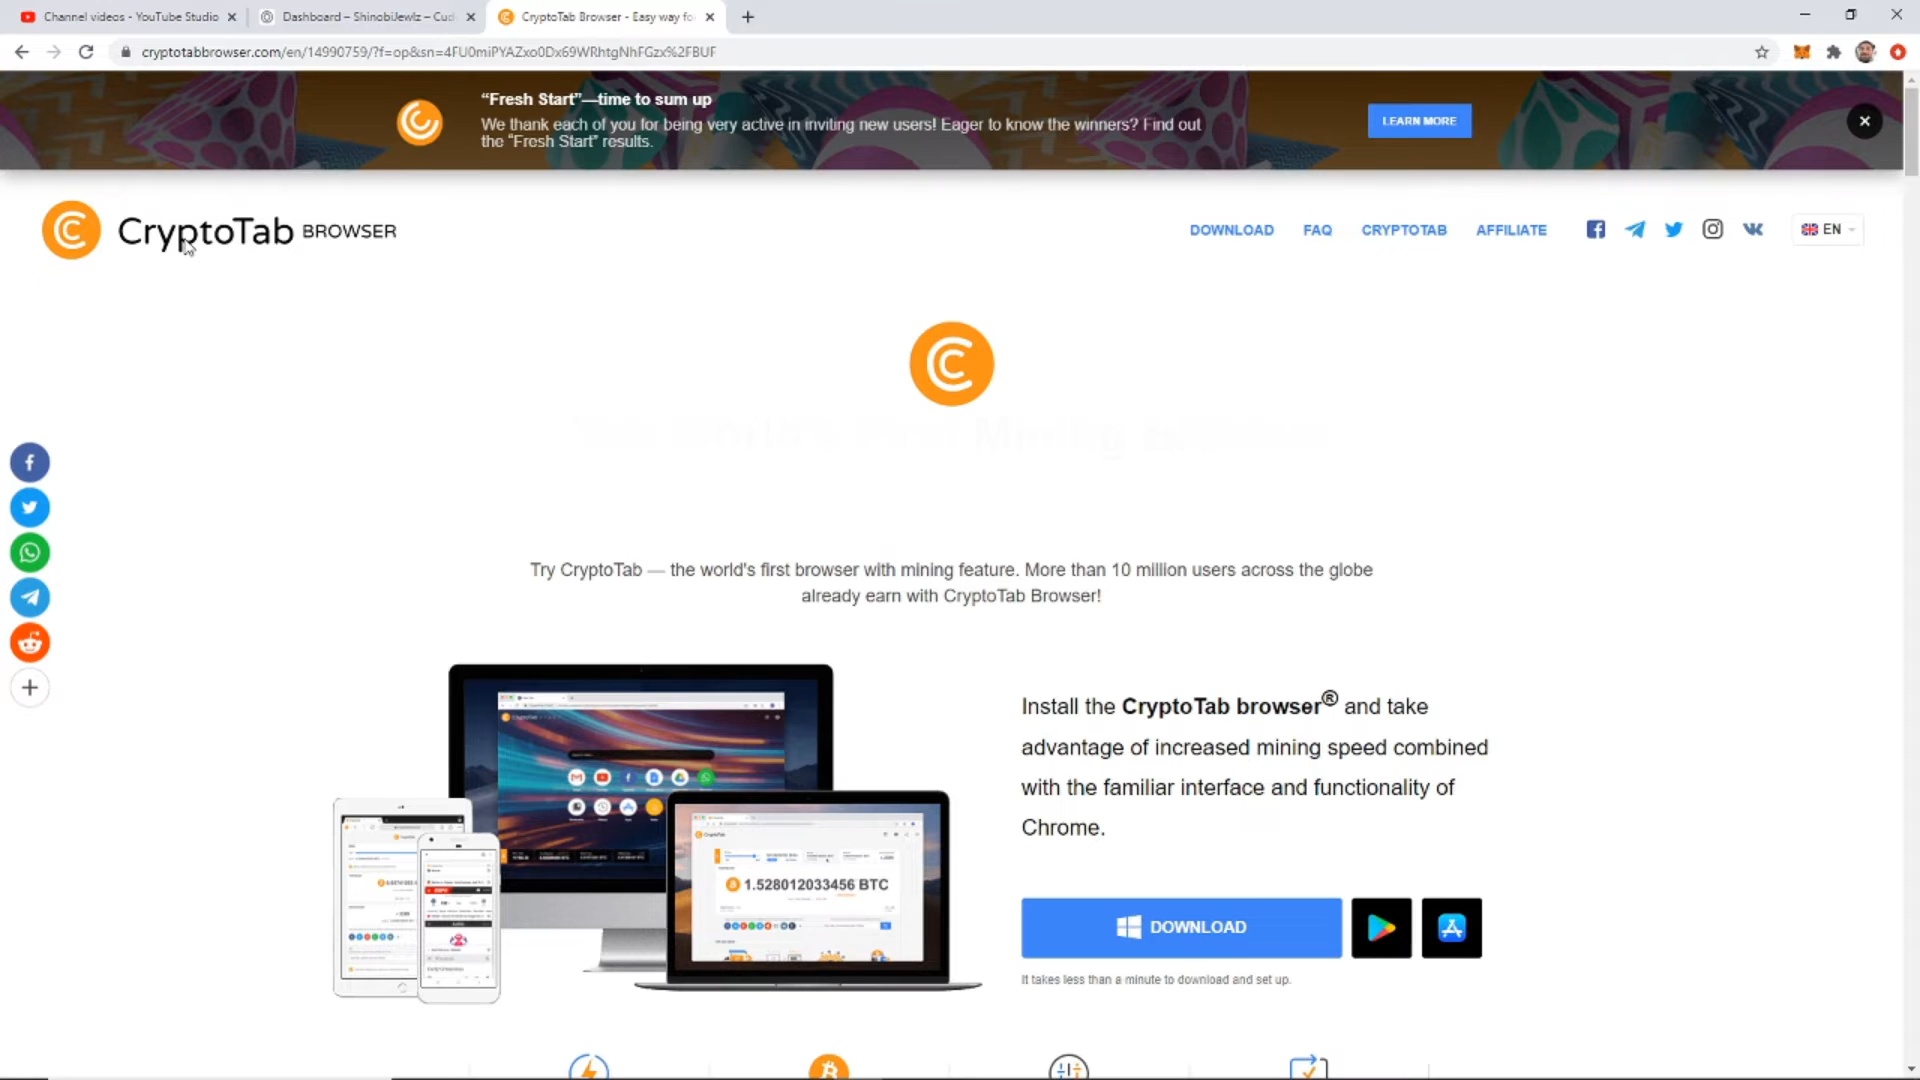 Channel videos - YouTube Studio
Dashboard – ShinobiJewlz – Cud
CryptoTab Browser - Easy way fo
cryptotabbrowser.com/en/14990759/?f=op&sn=4FU0miPYAZxo0Dx69WRhtgNhFGzx%2FBUF
“Fresh Start”—time to sum up
We thank each of you for being very active in inviting new users! Eager to know the winners? Find out
the “Fresh Start” results.
LEARN MORE
CryptoTab BROWSER
DOWNLOAD
FAQ
CRYPTOTAB
AFFILIATE
EN
Mining
Try CryptoTab — the world's first browser with mining feature. More than 10 million users across the globe
already earn with CryptoTab Browser!
Install the CryptoTab browser® and take
advantage of increased mining speed combined
with the familiar interface and functionality of
Chrome.
1.528012033456 BTC
DOWNLOAD
It takes less than a minute to download and set up.